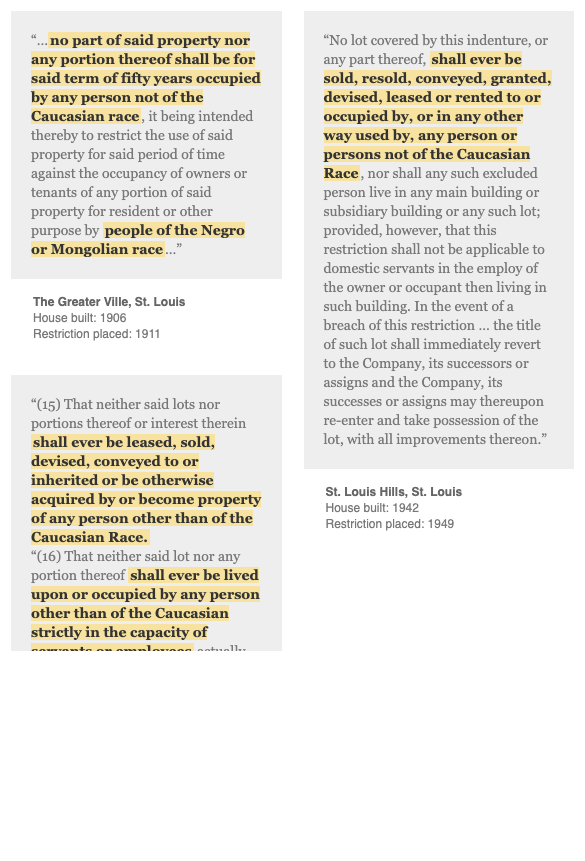 “...no part of said property nor
any portion thereof shall be for
said term of fifty years occupied
by any person not of the
Caucasian race, it being intended
thereby to restrict the use of said
property for said period of time
against the occupancy of owners or
tenants of any portion of said
property for resident or other
purpose by people of the Negro
or Mongolian race...”
The Greater Ville, St. Louis
House built: 1906
Restriction placed: 1911
“(15) That neither said lots nor
portions thereof or interest therein
shall ever be leased, sold,
devised, conveyed to or
inherited or be otherwise
acquired by or become property
of any person other than of the
Caucasian Race.
“(16) That neither said lot nor any
portion thereof shall ever be lived
upon or occupied by any person
other than of the Caucasian
strictly in the capacity of
servants or employees actually
“No lot covered by this indenture, or
any part thereof, shall ever be
sold, resold, conveyed, granted,
devised, leased or rented to or
occupied by, or in any other
way used by, any person or
persons not of the Caucasian
Race, nor shall any such excluded
person live in any main building or
subsidiary building or any such lot;
provided, however, that this
restriction shall not be applicable to
domestic servants in the employ of
the owner or occupant then living in
such building. In the event of a
breach of this restriction ... the title
of such lot shall immediately revert
to the Company, its successors or
assigns and the Company, its
successes or assigns may thereupon
re-enter and take possession of the
lot, with all improvements thereon.”
St. Louis Hills, St. Louis
House built: 1942
Restriction placed: 1949